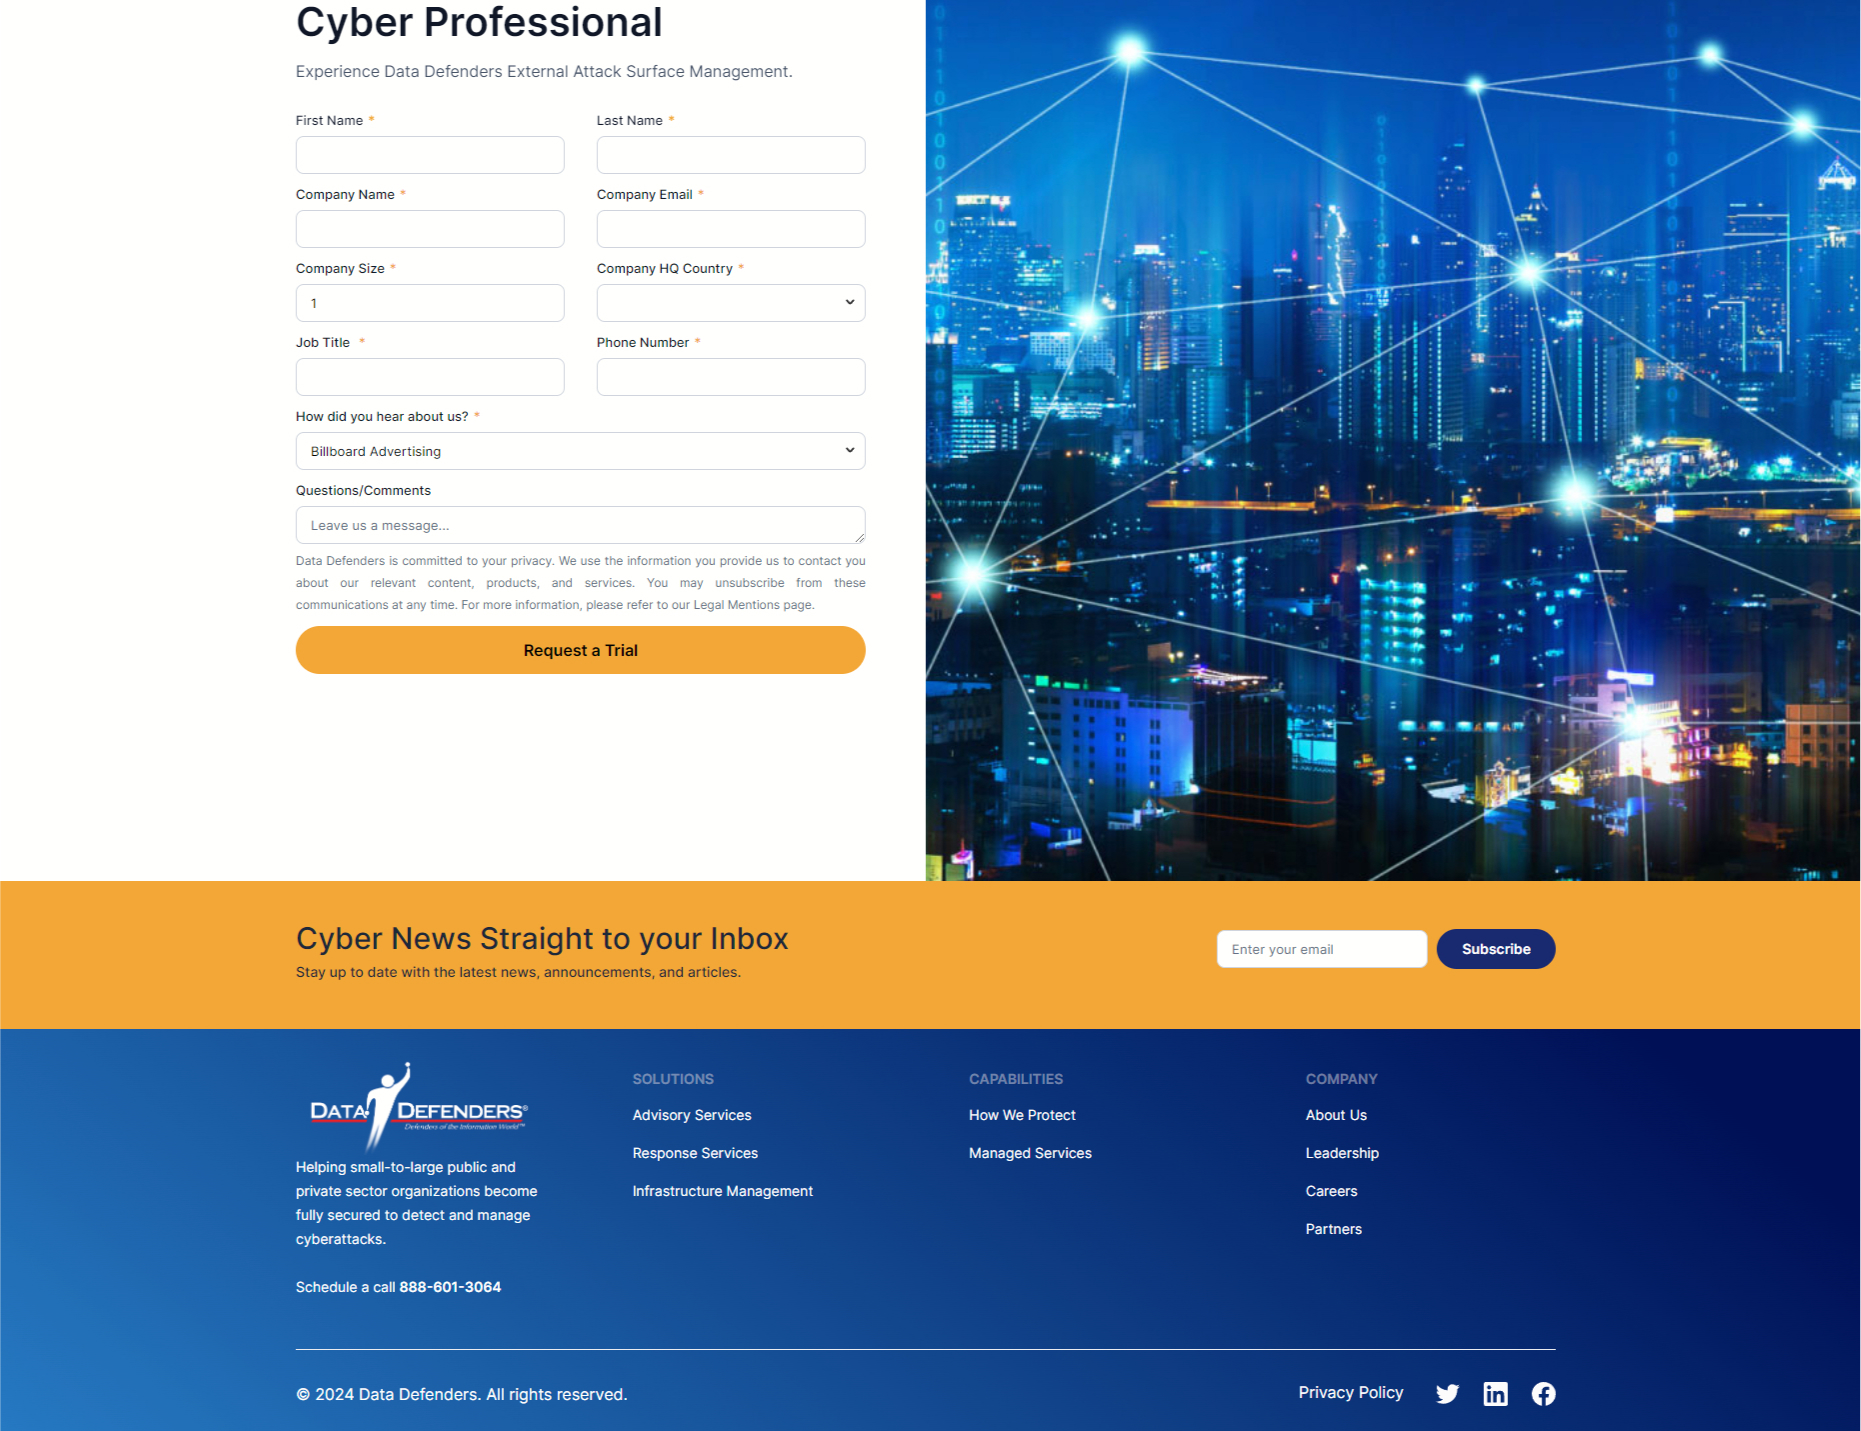 Cyber Professional
Experience Data Defenders External Attack Surface Management.
First Name *
Last Name *
Company Name *
Company Email *
Company Size *
Company HQ Country *
1
Job Title *
Phone Number *
How did you hear about us? *
Billboard Advertising
Questions/Comments
Leave us a message...
Data Defenders is committed to your privacy. We use the information you provide us to contact you
about our relevant content, products, and services. You may unsubscribe from these
communications at any time. For more information, please refer to our Legal Mentions page.
Request a Trial
Cyber News Straight to your Inbox
Stay up to date with the latest news, announcements, and articles.
Enter your email
Subscribe
DATA DEFENDERS®
Defenders of the Information World™
Helping small-to-large public and
private sector organizations become
fully secured to detect and manage
cyberattacks.
Schedule a call 888-601-3064
SOLUTIONS
Advisory Services
Response Services
Infrastructure Management
CAPABILITIES
How We Protect
Managed Services
COMPANY
About Us
Leadership
Careers
Partners
© 2024 Data Defenders. All rights reserved.
Privacy Policy